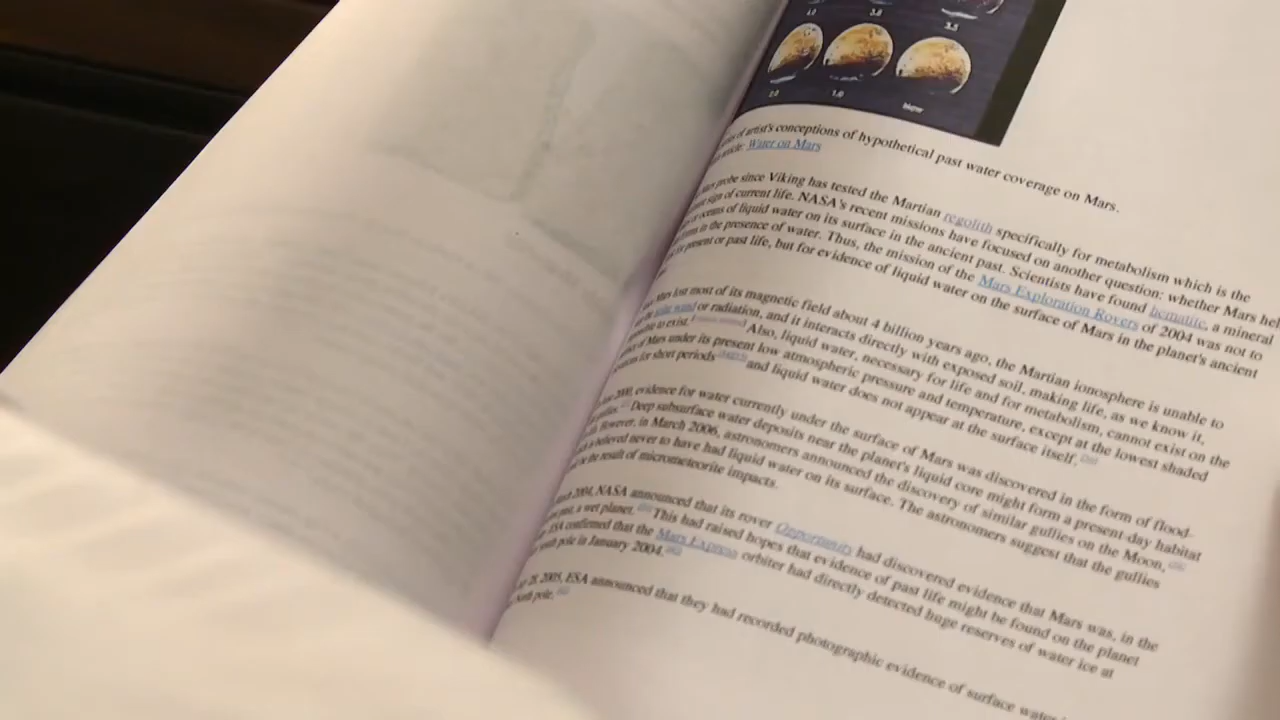 2.0 1.0 Now
of artist's conceptions of hypothetical past water coverage on Mars.
Water on Mars
probe since Viking has tested the Martian regolith specifically for metabolism which is the
sign of current life. NASA's recent missions have focused on another question: whether Mars
or oceans of liquid water on its surface in the ancient past. Scientists have found hematite, a mineral
in the presence of water. Thus, the mission of the Mars Exploration Rovers of 2004 was not to
present or past life, but for evidence of liquid water on the surface of Mars in the planet's ancient
Mars lost most of its magnetic field about 4 billion years ago, the Martian ionosphere is unable to
solar wind or radiation, and it interacts directly with exposed soil, making life, as we know it,
to exist. Also, liquid water, necessary for life and for metabolism, cannot exist on the
of Mars under its present low atmospheric pressure and temperature, except at the lowest shaded
for short periods and liquid water does not appear at the surface itself.
2000, evidence for water currently under the surface of Mars was discovered in the form of flood-
gullies. Deep subsurface water deposits near the planet's liquid core might form a present-day habitat
However, in March 2006, astronomers announced the discovery of similar gullies on the Moon,
is believed never to have had liquid water on its surface. The astronomers suggest that the gullies
be the result of micrometeorite impacts.
March 2004, NASA announced that its rover Opportunity had discovered evidence that Mars was, in the
past, a wet planet. This had raised hopes that evidence of past life might be found on the planet
ESA confirmed that the Mars Express orbiter had directly detected huge reserves of water ice at
south pole in January 2004.
28, 2005, ESA announced that they had recorded photographic evidence of surface water
North pole.